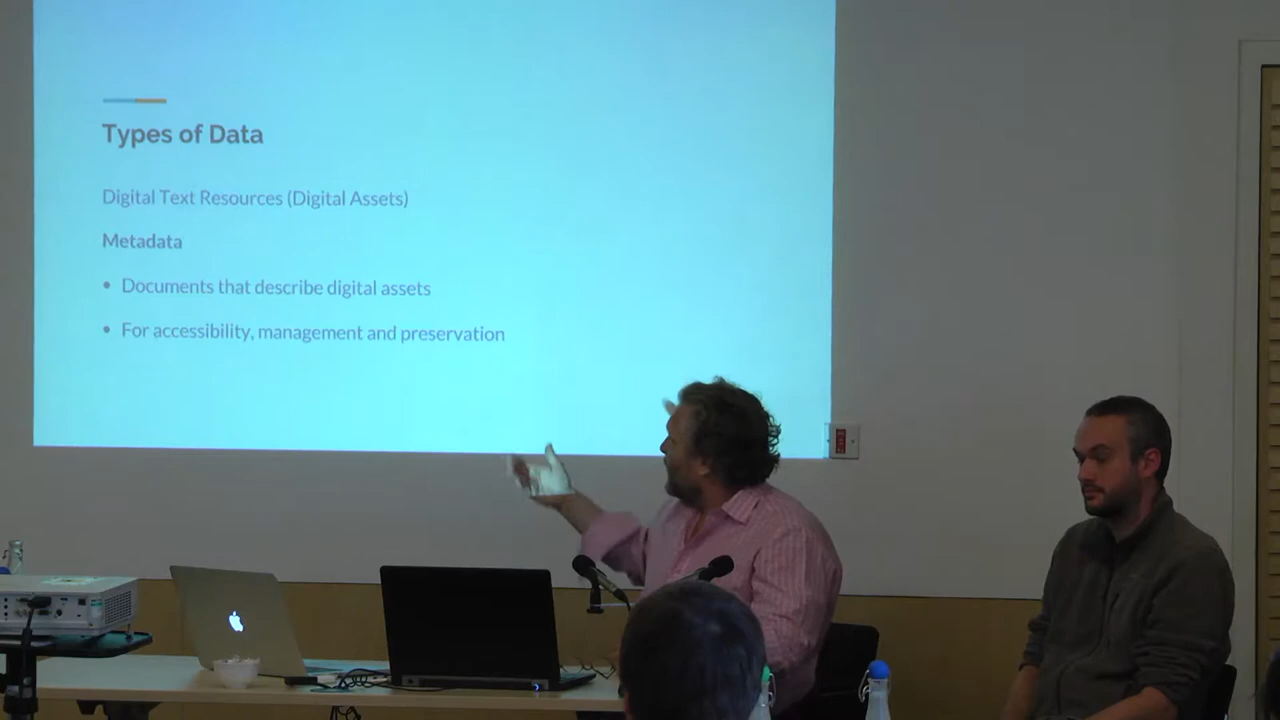 Types of Data
Digital Text Resources (Digital Assets)
Metadata
• Documents that describe digital assets
• For accessibility, management and preservation